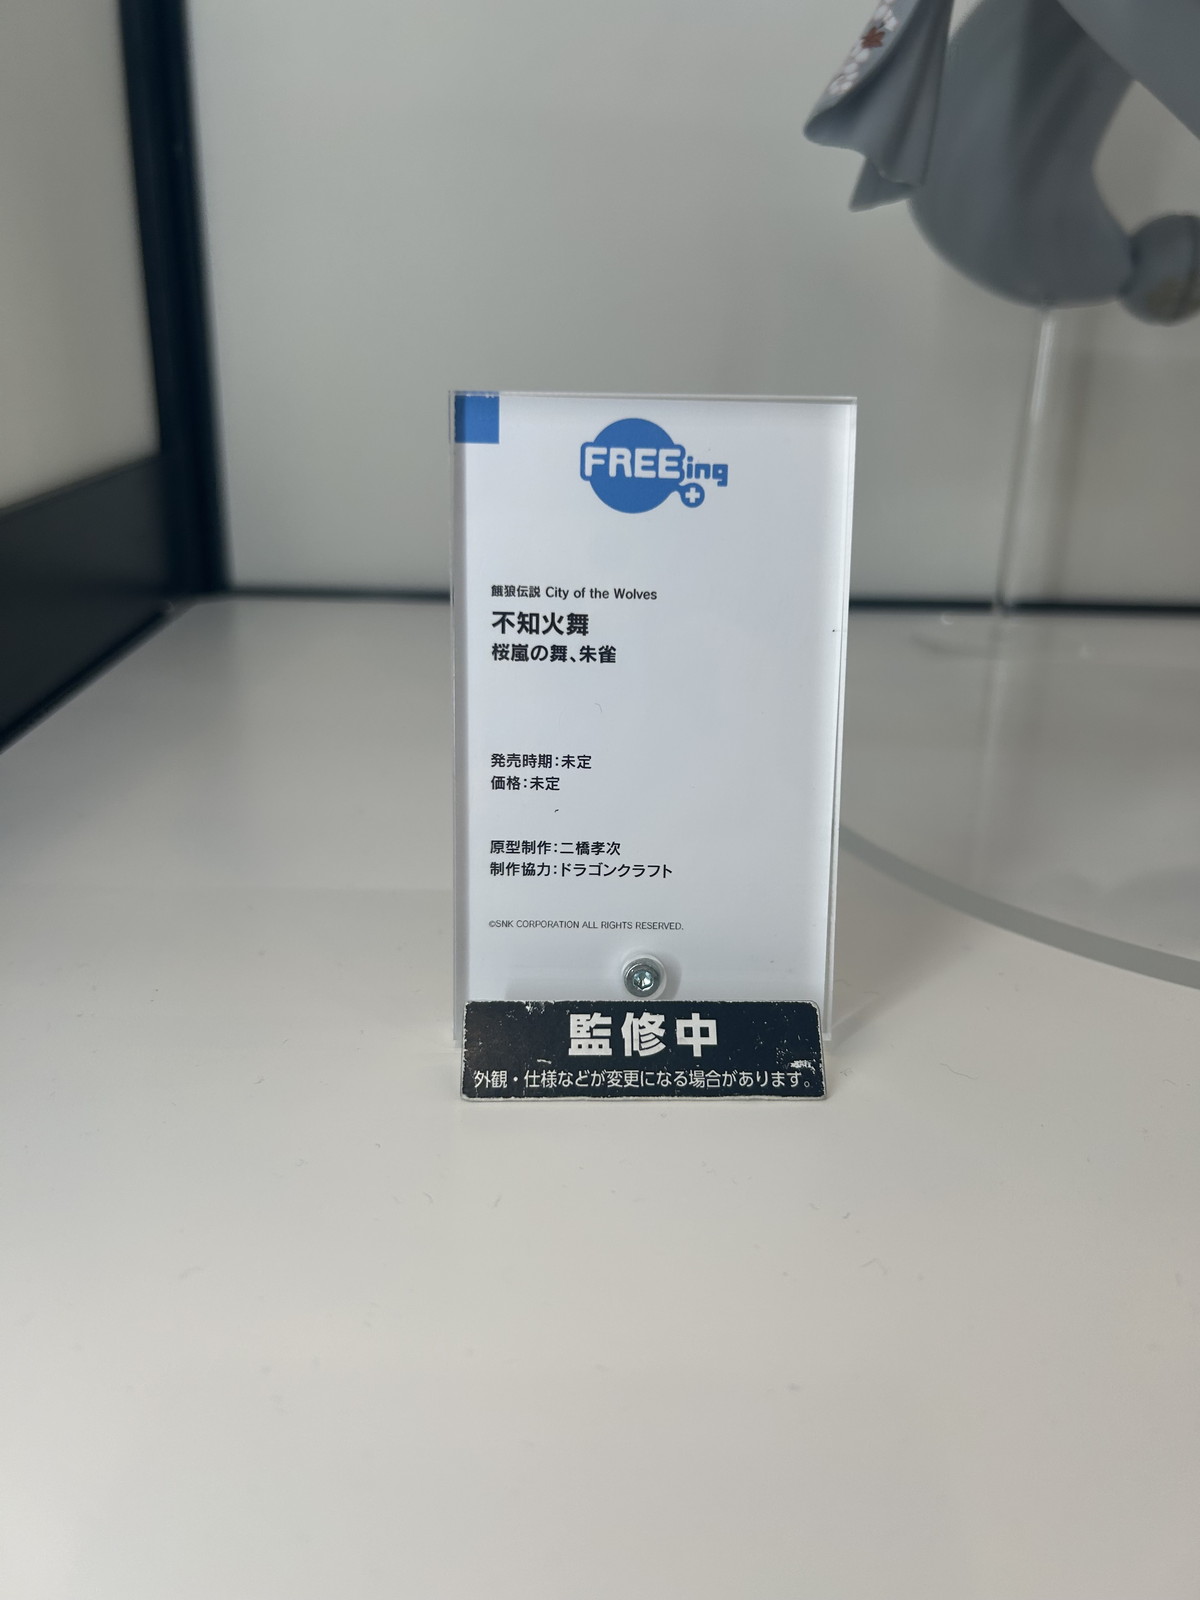 FREEing
餓狼伝説 City of the Wolves
不知火舞
桜嵐の舞、朱雀
発売時期：未定
価格：未定
原型制作：二橋孝次
制作協力：ドラゴンクラフト
©SNK CORPORATION ALL RIGHTS RESERVED.
監修中
外観・仕様などが変更になる場合があります。